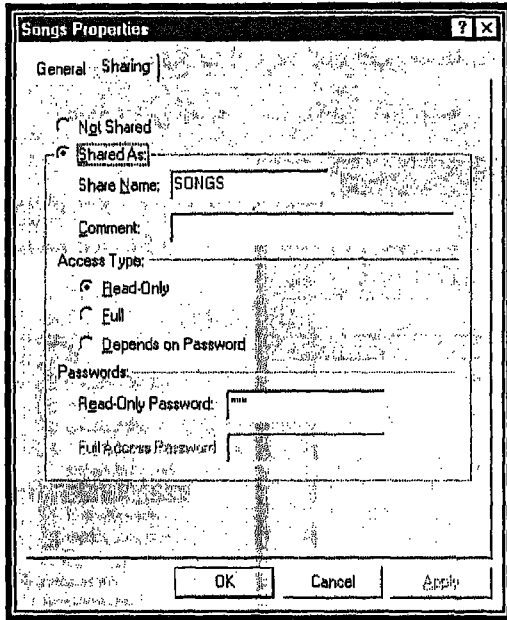 Songs Properties ? X
General Sharing
Not Shared
Shared As:
Share Name: SONGS
Comment:
Access Type:
Read-Only
Full
Depends on Password
Passwords:
Read-Only Password: ****
Full Access Password
OK Cancel Apply